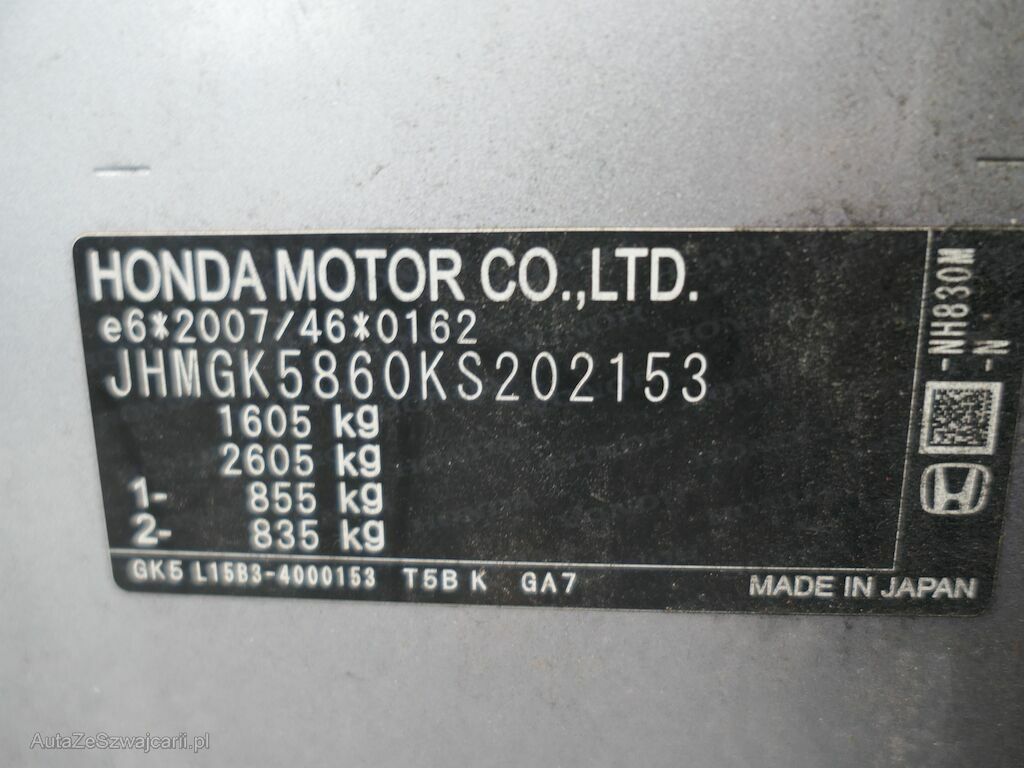 HONDA MOTOR CO.,LTD.
e6*2007/46*0162
JHMGK5860KS202153
1605 kg
2605 kg
1- 855 kg
2- 835 kg
GK5 L15B3-4000153 T5B K GA7 MADE IN JAPAN
-NH830M
-N
AutaZeSzwajcarii.pl